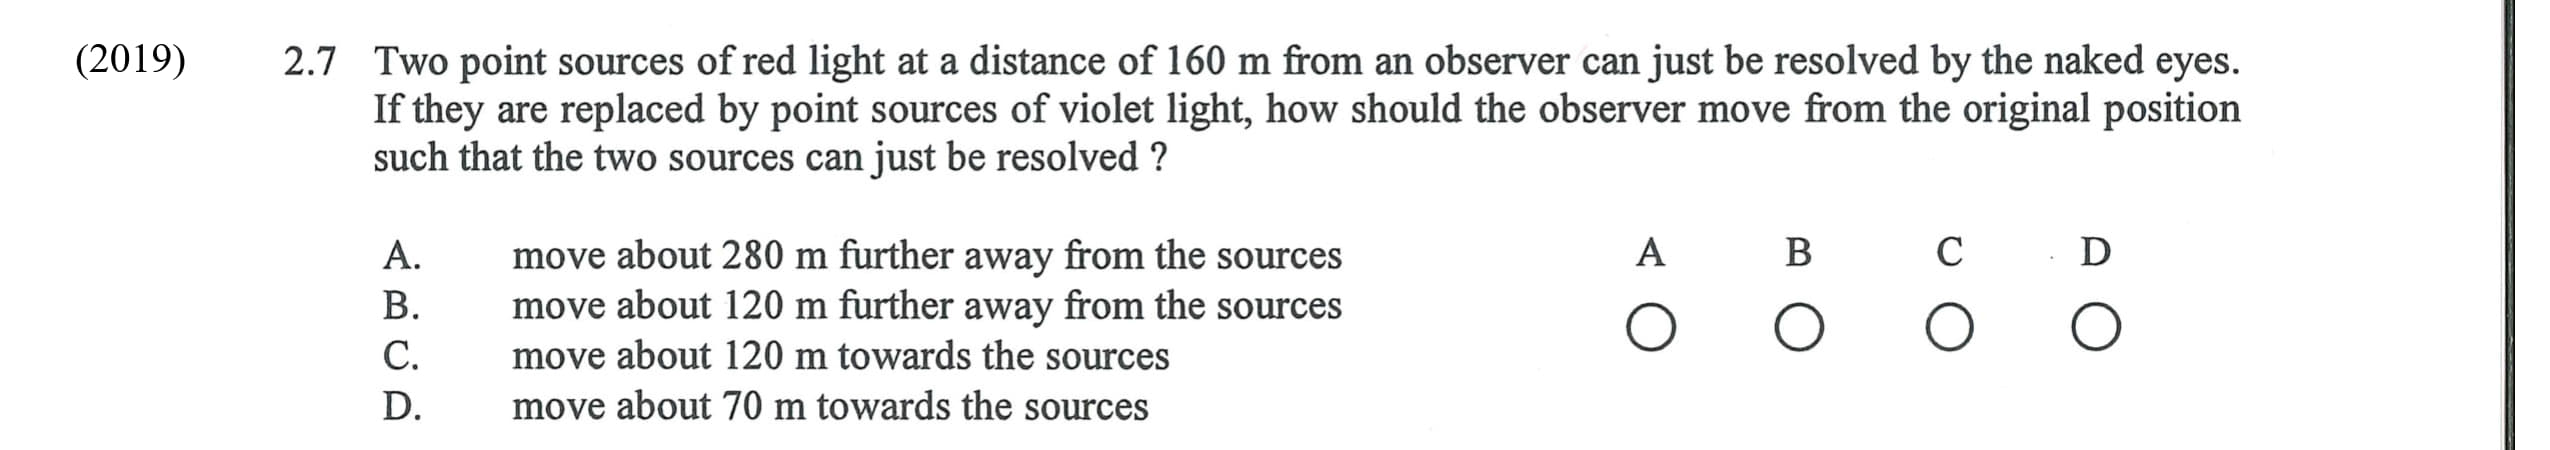 (2019) 2.7 Two point sources of red light at a distance of 160 m from an observer can just be resolved by the naked eyes.
If they are replaced by point sources of violet light, how should the observer move from the original position
such that the two sources can just be resolved ?
A. move about 280 m further away from the sources A B C D
B. move about 120 m further away from the sources
C. move about 120 m towards the sources
D. move about 70 m towards the sources